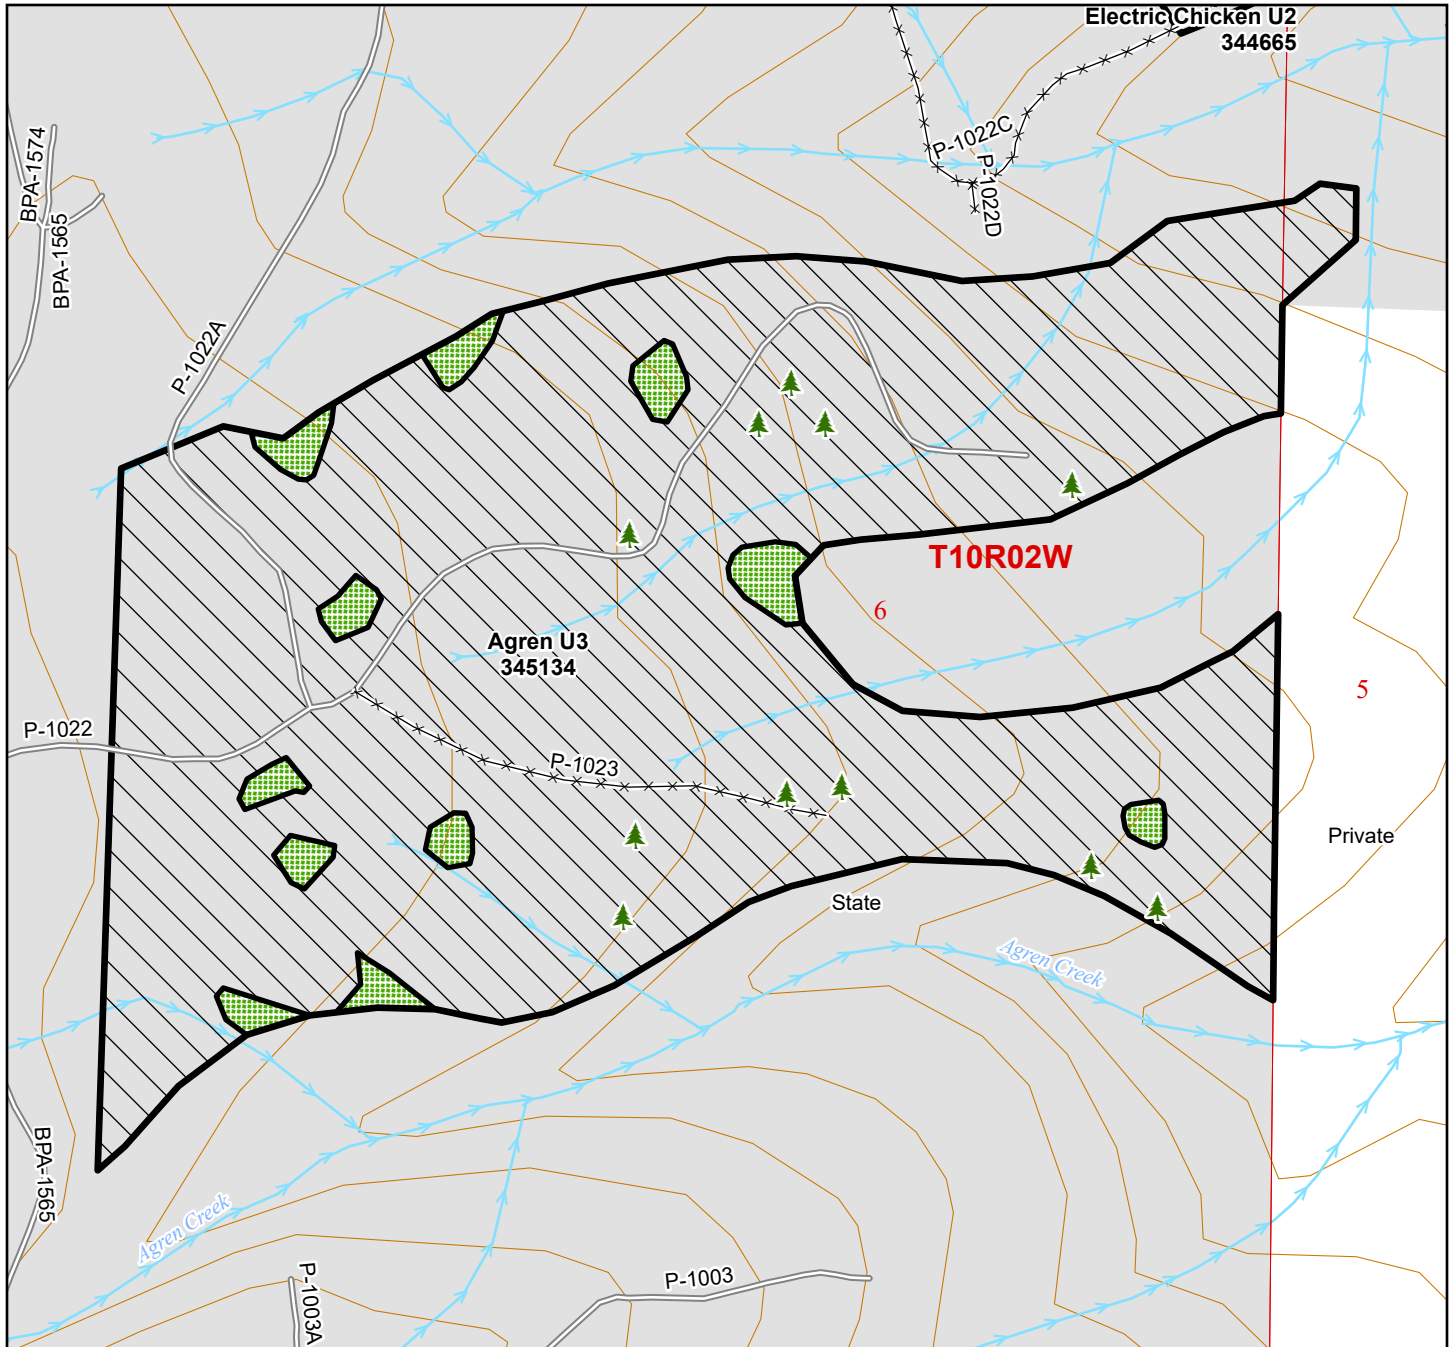 Electric Chicken U2
344665
P-1022C
P-1022D
BPA-1574
BPA-1565
P-1022A
T10R02W
6
Agren U3
345134
5
P-1022
P-1023
Private
State
Agren Creek
BPA-1565
Agren Creek
P-1003
P-1003A